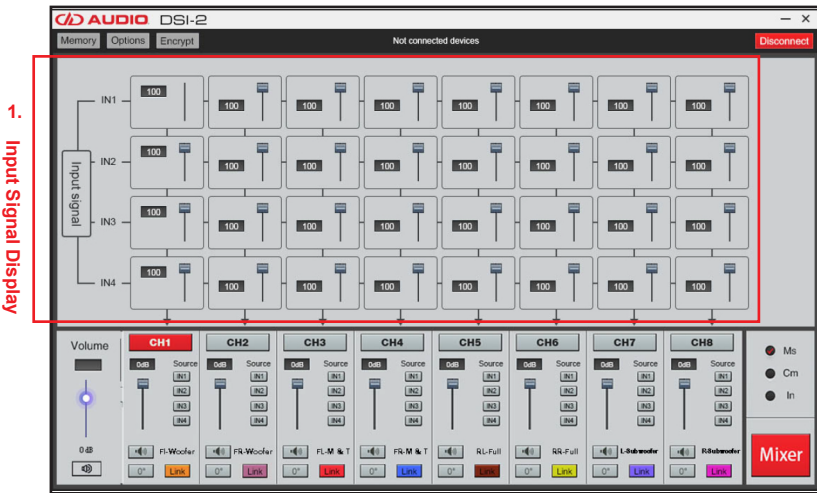 DD AUDIO DSI-2
Memory Options Encrypt Not connected devices Disconnect
1. Input Signal Display
Input signal
IN1 100 100 100 100 100 100 100 100
IN2 100 100 100 100 100 100 100 100
IN3 100 100 100 100 100 100 100 100
IN4 100 100 100 100 100 100 100 100
Volume CH1 CH2 CH3 CH4 CH5 CH6 CH7 CH8
0dB Source 0dB Source 0dB Source 0dB Source 0dB Source 0dB Source 0dB Source 0dB Source
IN1 IN1 IN1 IN1 IN1 IN1 IN1 IN1
IN2 IN2 IN2 IN2 IN2 IN2 IN2 IN2
IN3 IN3 IN3 IN3 IN3 IN3 IN3 IN3
IN4 IN4 IN4 IN4 IN4 IN4 IN4 IN4
0 dB Fl-Woofer FR-Woofer FL-M & T FR-M & T RL-Full RR-Full L-Subwoofer R-Subwoofer
0° Link 0° Link 0° Link 0° Link 0° Link 0° Link 0° Link 0° Link
Ms
Cm
In
Mixer